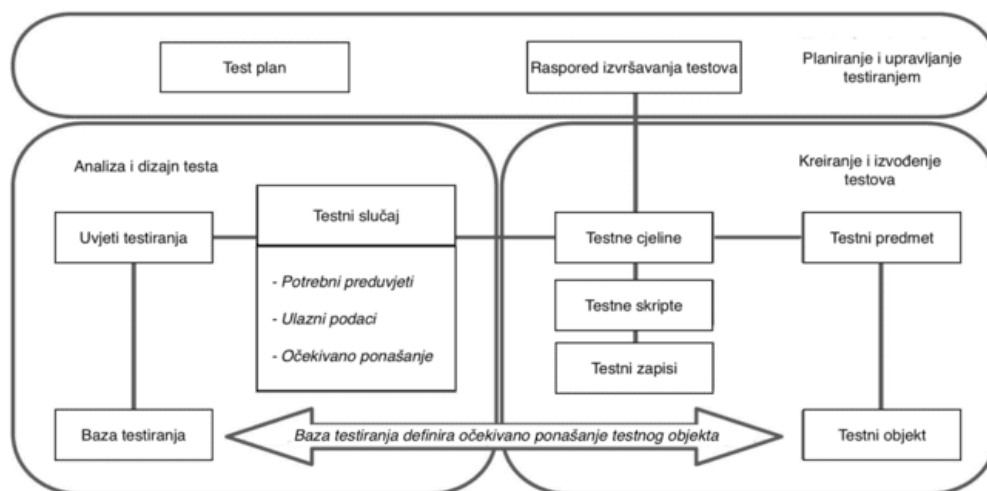 Test plan
Raspored izvršavanja testova
Planiranje i upravljanje
testiranjem
Analiza i dizajn testa
Kreiranje i izvođenje
testova
Testni slučaj
Uvjeti testiranja
Testne cjeline
Testni predmet
- Potrebni preduvjeti
- Ulazni podaci
- Očekivano ponašanje
Testne skripte
Testni zapisi
Baza testiranja
Baza testiranja definira očekivano ponašanje testnog objekta
Testni objekt